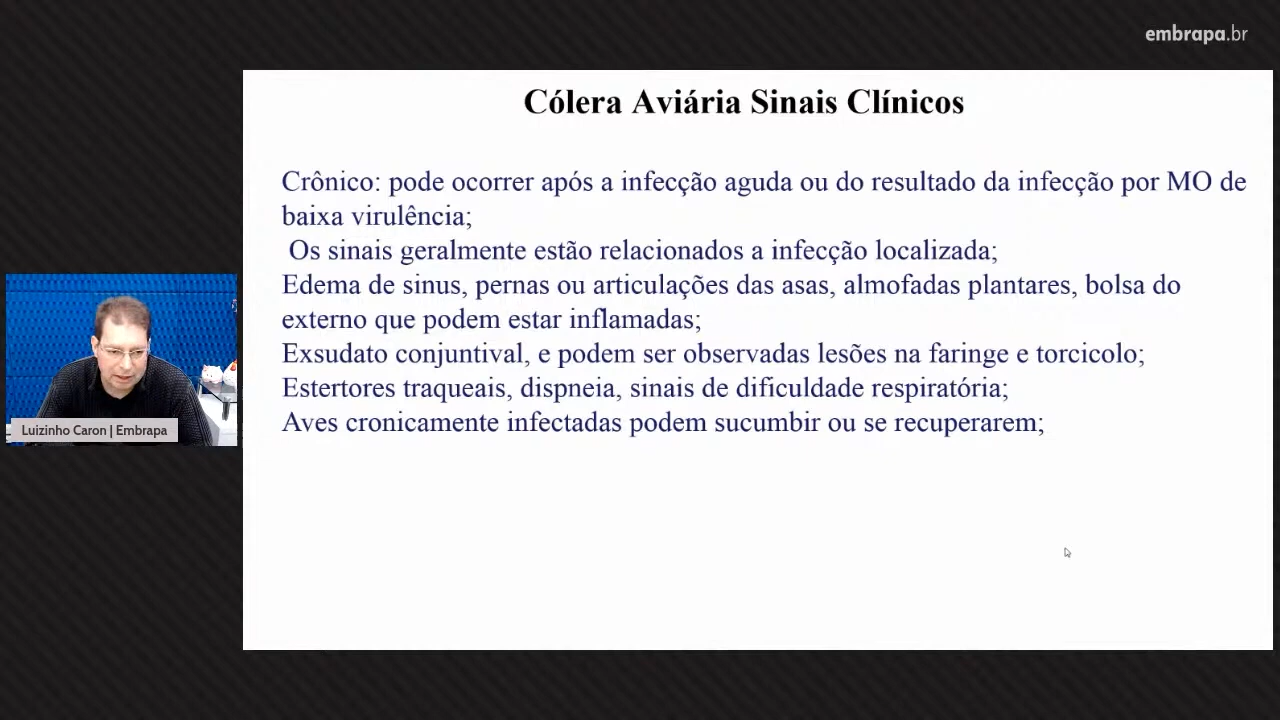 embrapa.br
Cólera Aviária Sinais Clínicos
Crônico: pode ocorrer após a infecção aguda ou do resultado da infecção por MO de
baixa virulência;
Os sinais geralmente estão relacionados a infecção localizada;
Edema de sinus, pernas ou articulações das asas, almofadas plantares, bolsa do
externo que podem estar inflamadas;
Exsudato conjuntival, e podem ser observadas lesões na faringe e torcicolo;
Estertores traqueais, dispneia, sinais de dificuldade respiratória;
Aves cronicamente infectadas podem sucumbir ou se recuperarem;
Luizinho Caron | Embrapa